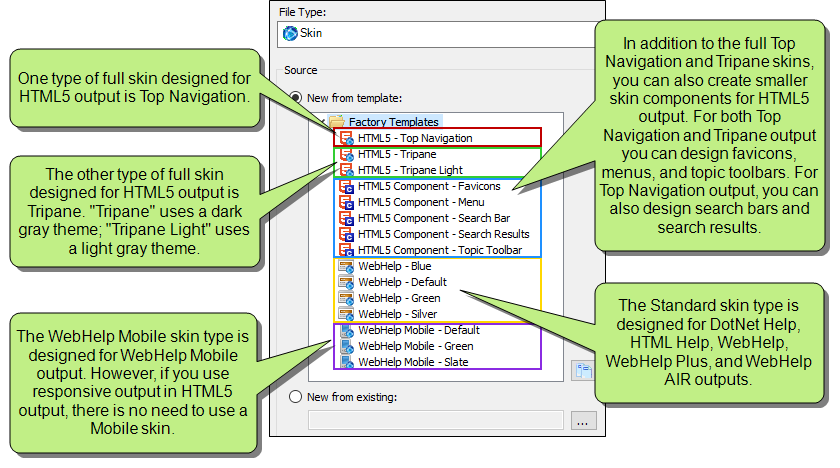 File Type:
Skin
Source
New from template:
Factory Templates
HTML5 - Top Navigation
HTML5 - Tripane
HTML5 - Tripane Light
HTML5 Component - Favicons
HTML5 Component - Menu
HTML5 Component - Search Bar
HTML5 Component - Search Results
HTML5 Component - Topic Toolbar
WebHelp - Blue
WebHelp - Default
WebHelp - Green
WebHelp - Silver
WebHelp Mobile - Default
WebHelp Mobile - Green
WebHelp Mobile - Slate
New from existing:
...
One type of full skin designed for
HTML5 output is Top Navigation.
The other type of full skin
designed for HTML5 output is
Tripane. "Tripane" uses a dark
gray theme; "Tripane Light" uses
a light gray theme.
The WebHelp Mobile skin type is
designed for WebHelp Mobile
output. However, if you use
responsive output in HTML5
output, there is no need to use a
Mobile skin.
In addition to the full Top
Navigation and Tripane skins,
you can also create smaller
skin components for HTML5
output. For both Top
Navigation and Tripane output
you can design favicons,
menus, and topic toolbars. For
Top Navigation output, you can
also design search bars and
search results.
The Standard skin type is
designed for DotNet Help,
HTML Help, WebHelp,
WebHelp Plus, and WebHelp
AIR outputs.